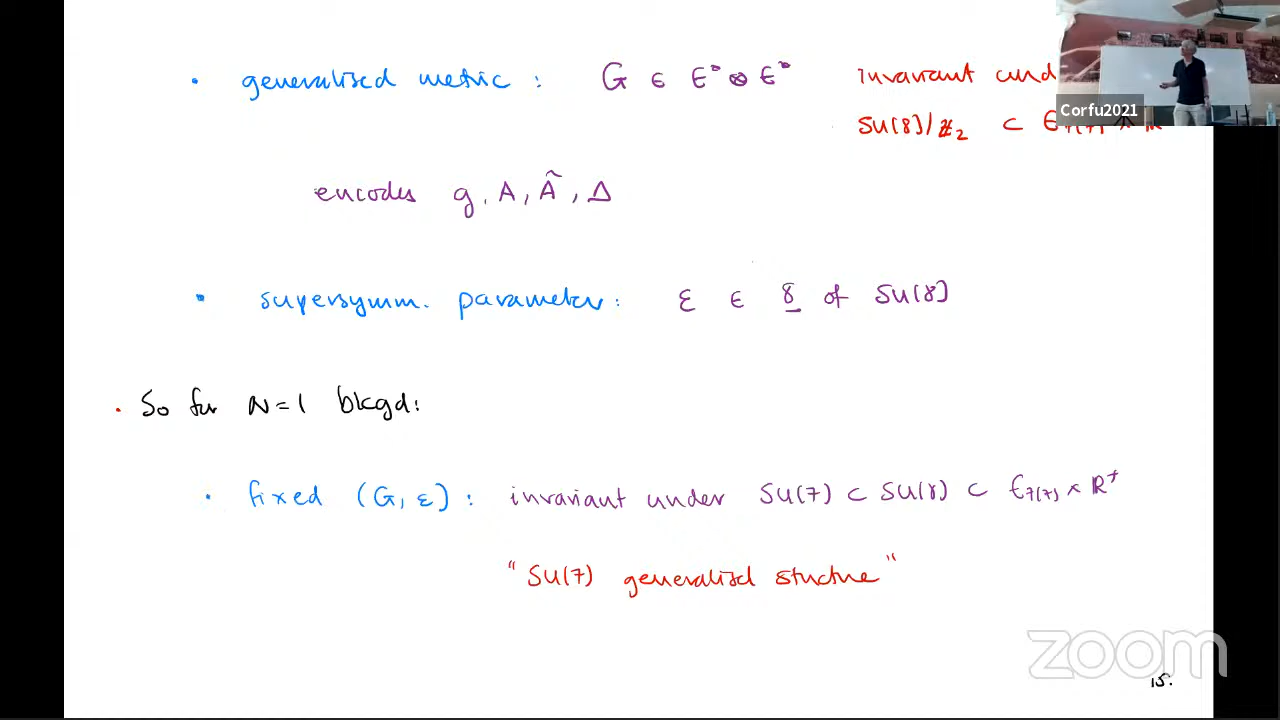 • generalised metric : G ∈ E* ⊗ E* invariant und
SU(8)/ℤ₂ ⊂
Corfu2021
encodes g, A, Ã, Δ
• supersymm. parameter : ε ∈ 8 of SU(8)
• So for N=1 bkgd:
• fixed (G, ε) : invariant under SU(7) ⊂ SU(8) ⊂ E₇₍₇₎ × ℝ⁺
"SU(7) generalised structure"
zoom
15.